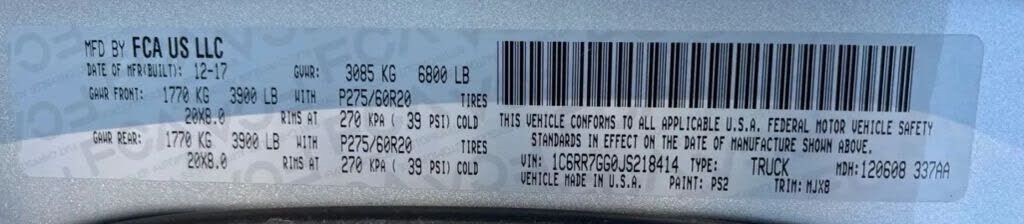 MFD BY FCA US LLC
DATE OF MFR(BUILT): 12-17 GVWR: 3085 KG 6800 LB
GAWR FRONT: 1770 KG 3900 LB WITH P275/60R20 TIRES
20X8.0 RIMS AT 270 KPA ( 39 PSI) COLD
GAWR REAR: 1770 KG 3900 LB WITH P275/60R20 TIRES
20X8.0 RIMS AT 270 KPA ( 39 PSI) COLD
THIS VEHICLE CONFORMS TO ALL APPLICABLE U.S.A. FEDERAL MOTOR VEHICLE SAFETY
STANDARDS IN EFFECT ON THE DATE OF MANUFACTURE SHOWN ABOVE.
VIN: 1C6RR7GG0JS218414 TYPE: TRUCK MDH: 120608 337AA
VEHICLE MADE IN U.S.A. PAINT: PS2 TRIM: MJX8